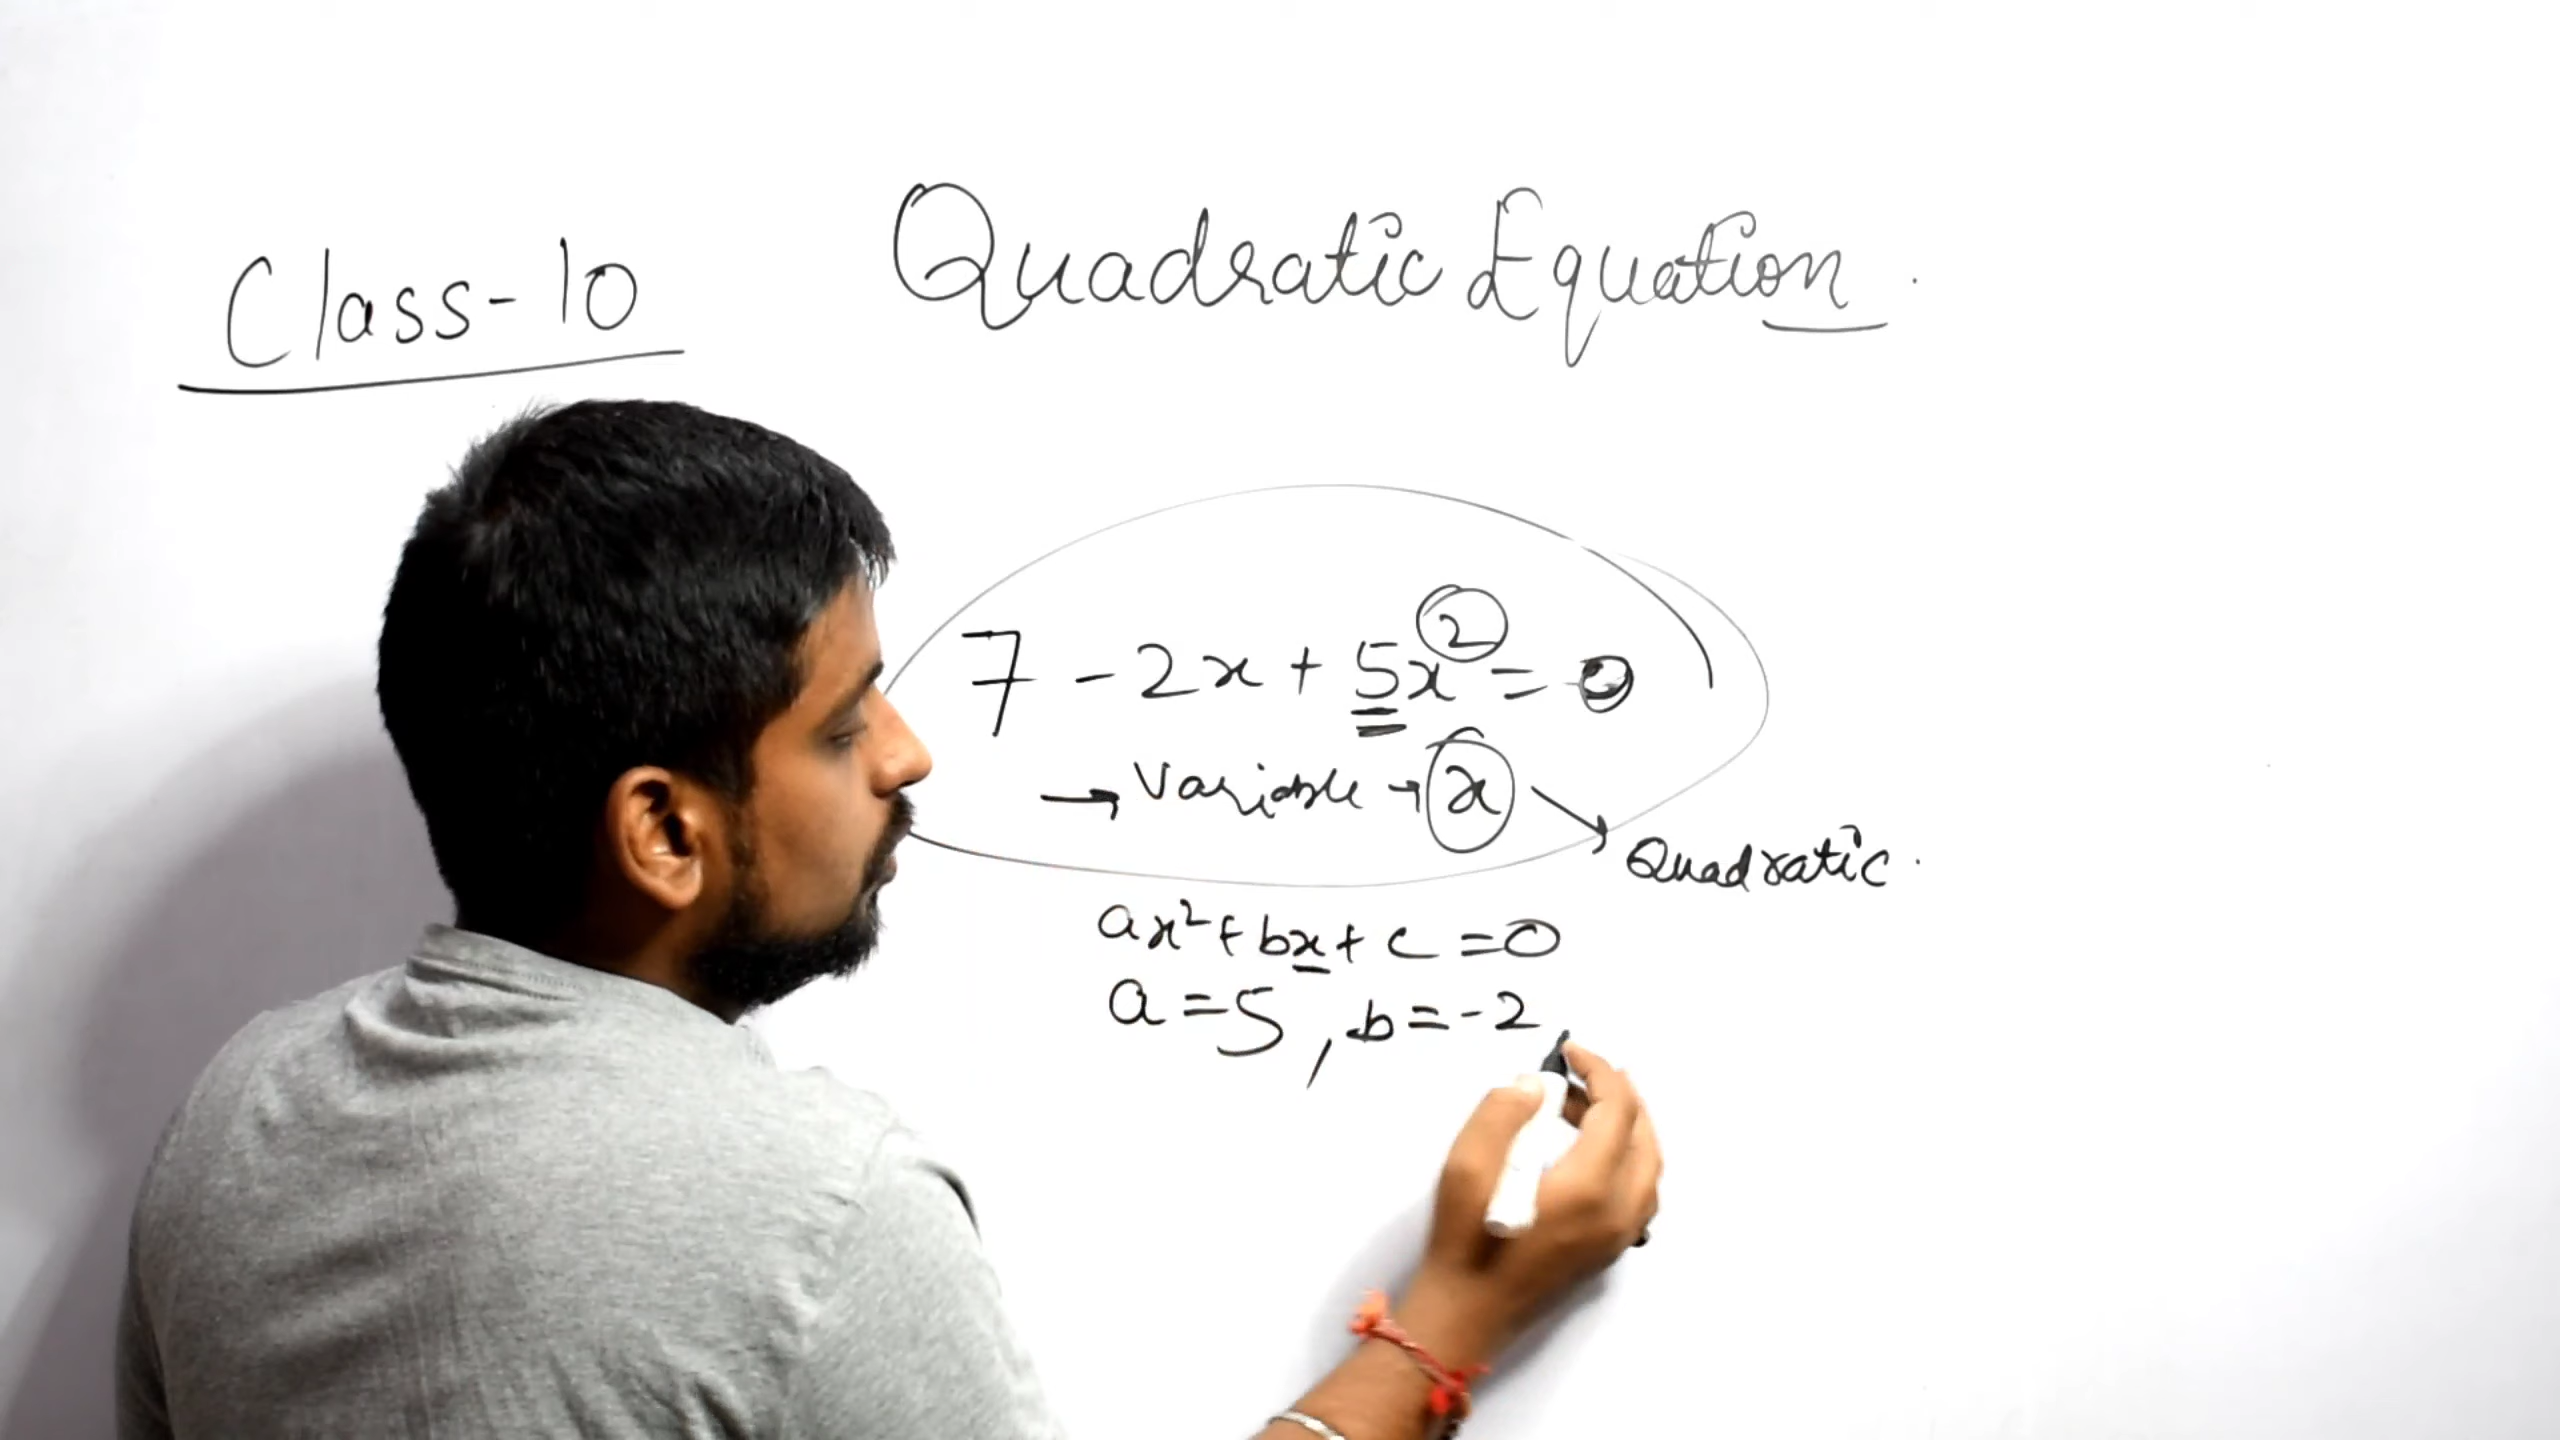 Class-10
Quadratic Equation.
7 - 2x + 5x² = 0
→ Variable → x
Quadratic.
ax² + bx + c = 0
a = 5, b = -2